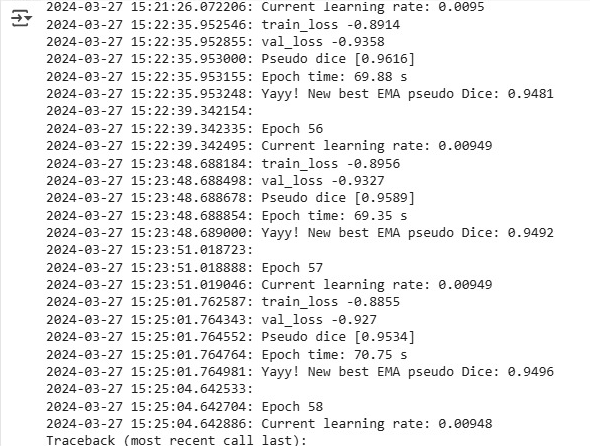 2024-03-27 15:21:26.072206: Current learning rate: 0.0095
2024-03-27 15:22:35.952546: train_loss -0.8914
2024-03-27 15:22:35.952855: val_loss -0.9358
2024-03-27 15:22:35.953000: Pseudo dice [0.9616]
2024-03-27 15:22:35.953155: Epoch time: 69.88 s
2024-03-27 15:22:35.953248: Yayy! New best EMA pseudo Dice: 0.9481
2024-03-27 15:22:39.342154:
2024-03-27 15:22:39.342335: Epoch 56
2024-03-27 15:22:39.342495: Current learning rate: 0.00949
2024-03-27 15:23:48.688184: train_loss -0.8956
2024-03-27 15:23:48.688498: val_loss -0.9327
2024-03-27 15:23:48.688678: Pseudo dice [0.9589]
2024-03-27 15:23:48.688854: Epoch time: 69.35 s
2024-03-27 15:23:48.689000: Yayy! New best EMA pseudo Dice: 0.9492
2024-03-27 15:23:51.018723:
2024-03-27 15:23:51.018888: Epoch 57
2024-03-27 15:23:51.019046: Current learning rate: 0.00949
2024-03-27 15:25:01.762587: train_loss -0.8855
2024-03-27 15:25:01.764343: val_loss -0.927
2024-03-27 15:25:01.764552: Pseudo dice [0.9534]
2024-03-27 15:25:01.764764: Epoch time: 70.75 s
2024-03-27 15:25:01.764981: Yayy! New best EMA pseudo Dice: 0.9496
2024-03-27 15:25:04.642533:
2024-03-27 15:25:04.642704: Epoch 58
2024-03-27 15:25:04.642886: Current learning rate: 0.00948
Traceback (most recent call last):